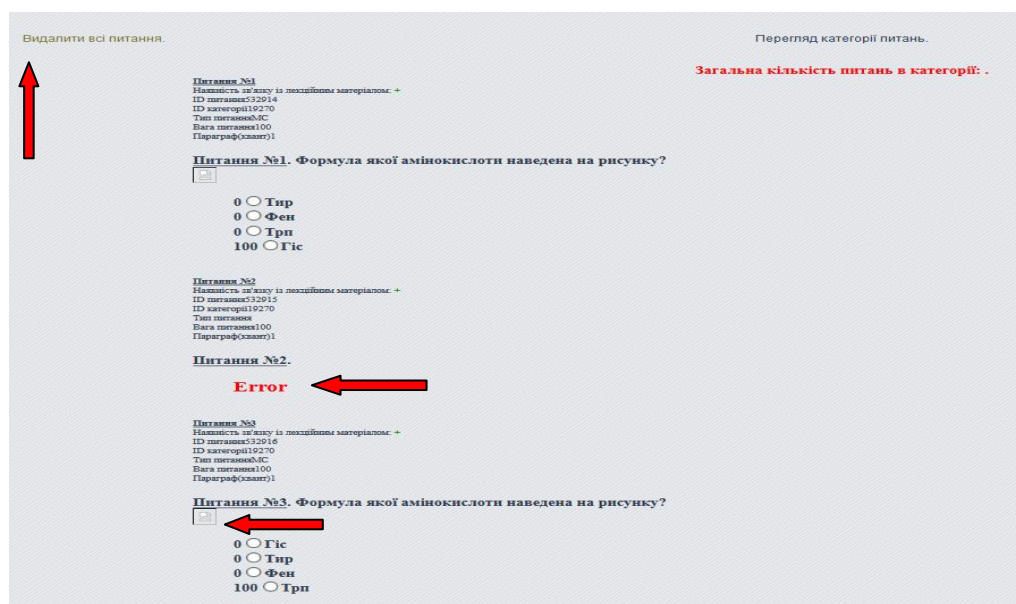 Видалити всі питання.
Перегляд категорії питань.
Загальна кількість питань в категорії: .
Питання №1
Наявність зв'язку із лекційним матеріалом: +
ID питання532914
ID категорії19270
Тип питанняMC
Вага питання100
Параграф(квант)1
Питання №1. Формула якої амінокислоти наведена на рисунку?
0 Тир
0 Фен
0 Трп
100 Гіс
Питання №2
Наявність зв'язку із лекційним матеріалом: +
ID питання532915
ID категорії19270
Тип питання
Вага питання100
Параграф(квант)1
Питання №2.
Error
Питання №3
Наявність зв'язку із лекційним матеріалом: +
ID питання532916
ID категорії19270
Тип питанняMC
Вага питання100
Параграф(квант)1
Питання №3. Формула якої амінокислоти наведена на рисунку?
0 Гіс
0 Тир
0 Фен
100 Трп